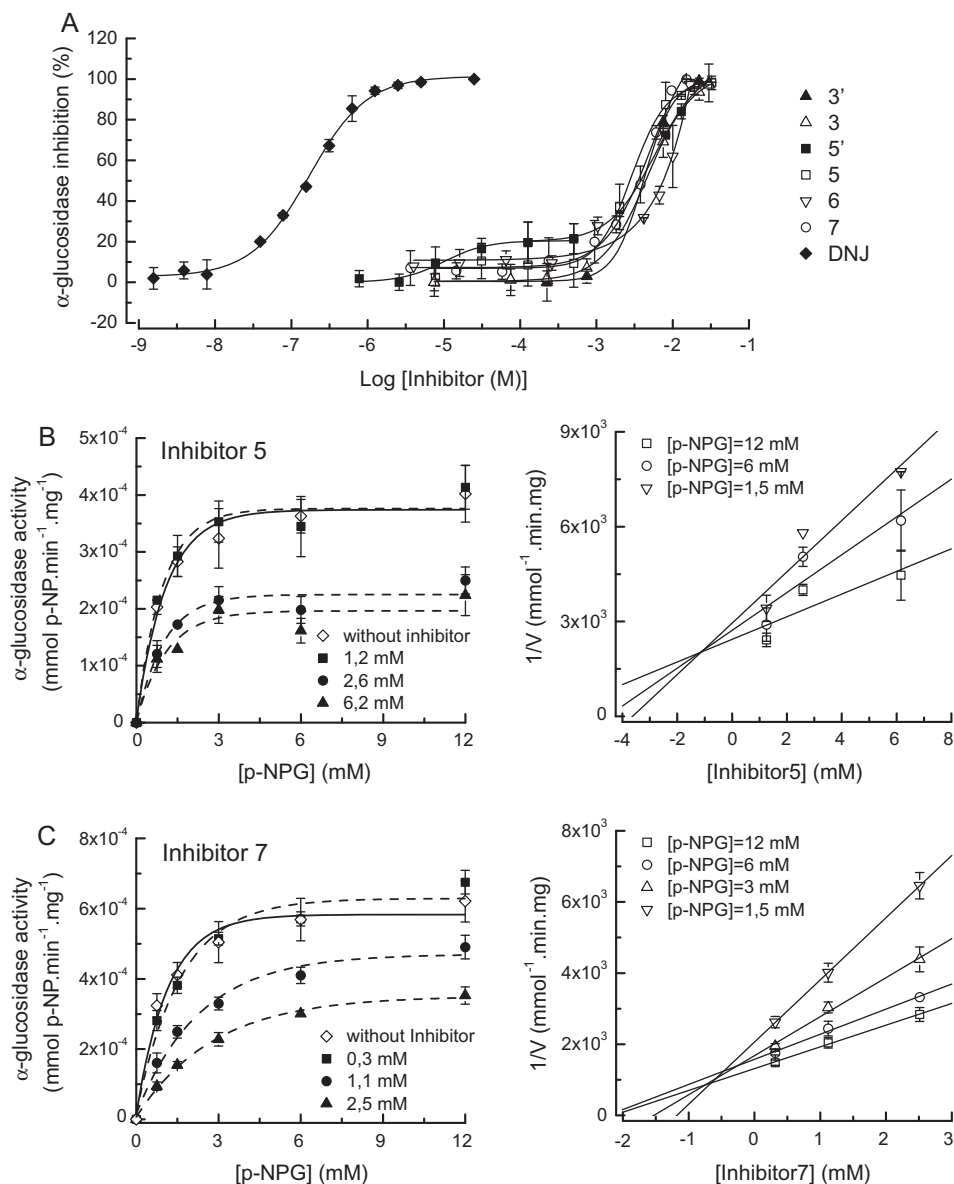 A
α-glucosidase inhibition (%)
120
100
80
60
40
20
0
-20
-9
-8
-7
-6
-5
-4
-3
-2
-1
Log [Inhibitor (M)]
3'
3
5'
5
6
7
DNJ
B
Inhibitor 5
α-glucosidase activity
(mmol p-NP.min⁻¹.mg⁻¹)
5x10⁻⁴
4x10⁻⁴
3x10⁻⁴
2x10⁻⁴
1x10⁻⁴
0
0
3
6
9
12
[p-NPG] (mM)
without inhibitor
1,2 mM
2,6 mM
6,2 mM
1/V (mmol⁻¹.min.mg)
9x10³
6x10³
3x10³
0
-4
-2
0
2
4
6
8
[Inhibitor5] (mM)
[p-NPG]=12 mM
[p-NPG]=6 mM
[p-NPG]=1,5 mM
C
Inhibitor 7
α-glucosidase activity
(mmol p-NP.min⁻¹.mg⁻¹)
8x10⁻⁴
6x10⁻⁴
4x10⁻⁴
2x10⁻⁴
0
0
3
6
9
12
[p-NPG] (mM)
without Inhibitor
0,3 mM
1,1 mM
2,5 mM
1/V (mmol⁻¹.min.mg)
8x10³
6x10³
4x10³
2x10³
0
-2
-1
0
1
2
3
[Inhibitor7] (mM)
[p-NPG]=12 mM
[p-NPG]=6 mM
[p-NPG]=3 mM
[p-NPG]=1,5 mM